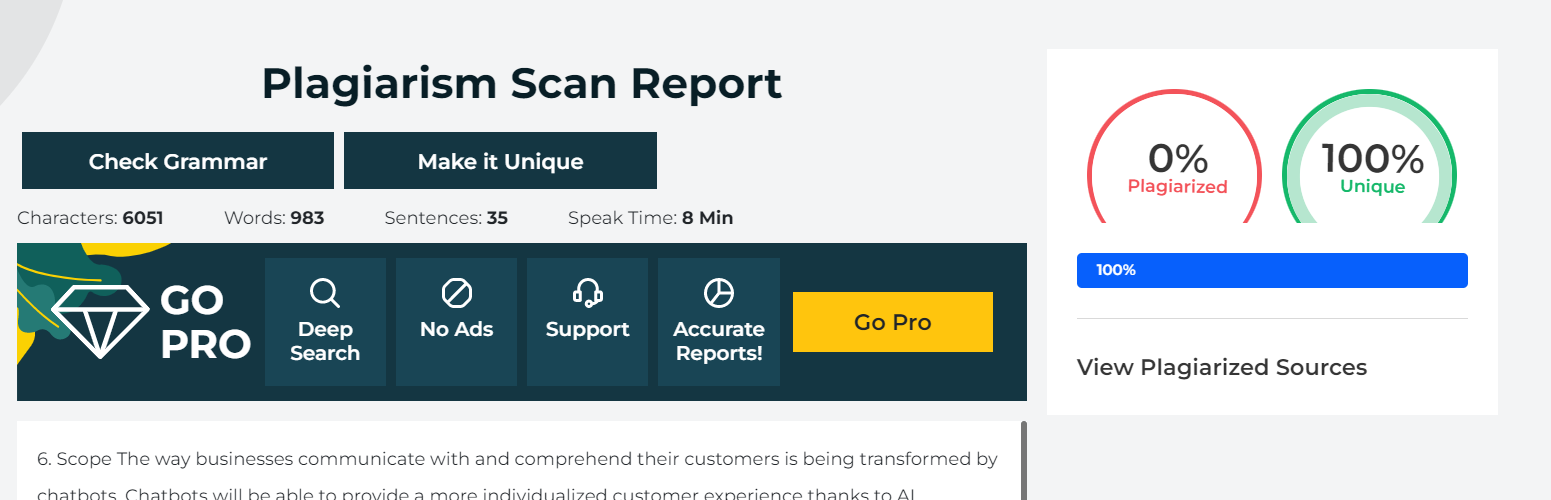 Plagiarism Scan Report
Check Grammar
Make it Unique
Characters: 6051
Words: 983
Sentences: 35
Speak Time: 8 Min
GO
PRO
Deep
Search
No Ads
Support
Accurate
Reports!
Go Pro
6. Scope The way businesses communicate with and comprehend their customers is being transformed by
chatbots. Chatbots will be able to provide a more individualized customer experience thanks to AI
0%
Plagiarized
100%
Unique
100%
View Plagiarized Sources